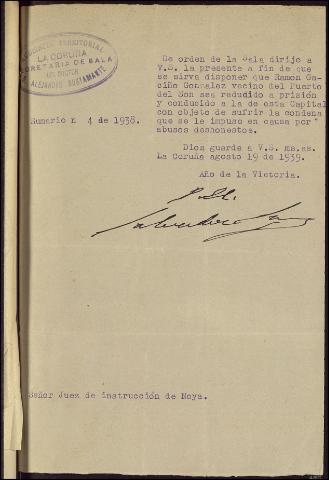 AUDIENCIA TERRITORIAL
LA CORUÑA
SECRETARIA DE SALA
DEL DOCTOR
ALEJANDRO BUSTAMANTE
De orden de la Sala dirijo a
V.S. la presente a fin de que
se sirva disponer que Ramon Ga-
ciño Gonzalez vecino del Puerto
del Son sea redudido a prisión
y conducido a la de esta Capital
con objeto de sufrir la condena
que se le impuso en causa por
abusos deshonestos.
Sumario n 4 de 1938.
Dios guarde a V.S. ms.as.
La Coruña agosto 19 de 1939.
Año de la Victoria.
Señor Juez de instrucción de Noya.